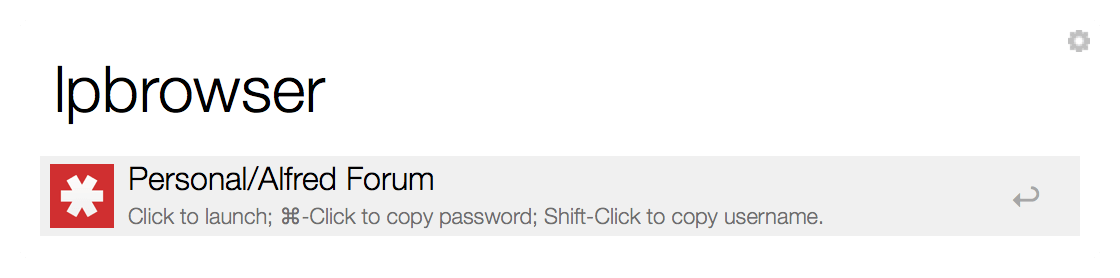 lpbrowser
Personal/Alfred Forum
Click to launch; ⌘-Click to copy password; Shift-Click to copy username.